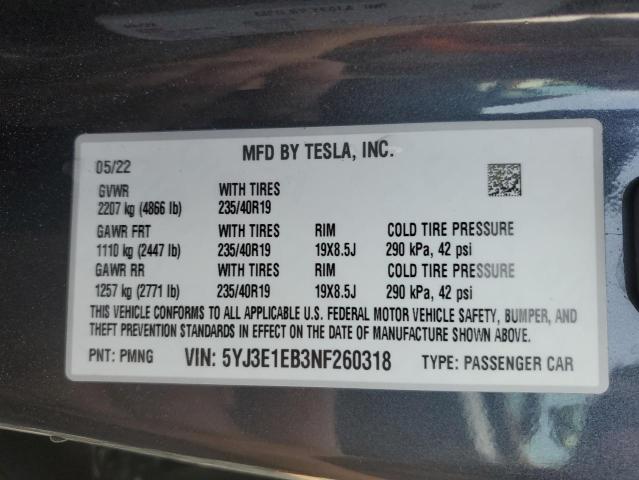 MFD BY TESLA, INC.
05/22
GVWR WITH TIRES
2207 kg (4866 lb) 235/40R19
GAWR FRT WITH TIRES RIM COLD TIRE PRESSURE
1110 kg (2447 lb) 235/40R19 19X8.5J 290 kPa, 42 psi
GAWR RR WITH TIRES RIM COLD TIRE PRESSURE
1257 kg (2771 lb) 235/40R19 19X8.5J 290 kPa, 42 psi
THIS VEHICLE CONFORMS TO ALL APPLICABLE U.S. FEDERAL MOTOR VEHICLE SAFETY, BUMPER, AND
THEFT PREVENTION STANDARDS IN EFFECT ON THE DATE OF MANUFACTURE SHOWN ABOVE.
PNT: PMNG VIN: 5YJ3E1EB3NF260318 TYPE: PASSENGER CAR